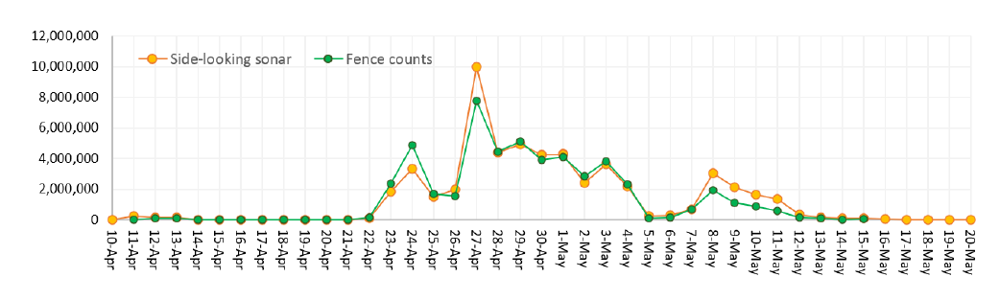 12,000,000
10,000,000
8,000,000
6,000,000
4,000,000
2,000,000
0
Side-looking sonar
Fence counts
10-Apr
11-Apr
12-Apr
13-Apr
14-Apr
15-Apr
16-Apr
17-Apr
18-Apr
19-Apr
20-Apr
21-Apr
22-Apr
23-Apr
24-Apr
25-Apr
26-Apr
27-Apr
28-Apr
29-Apr
30-Apr
1-May
2-May
3-May
4-May
5-May
6-May
7-May
8-May
9-May
10-May
11-May
12-May
13-May
14-May
15-May
16-May
17-May
18-May
19-May
20-May